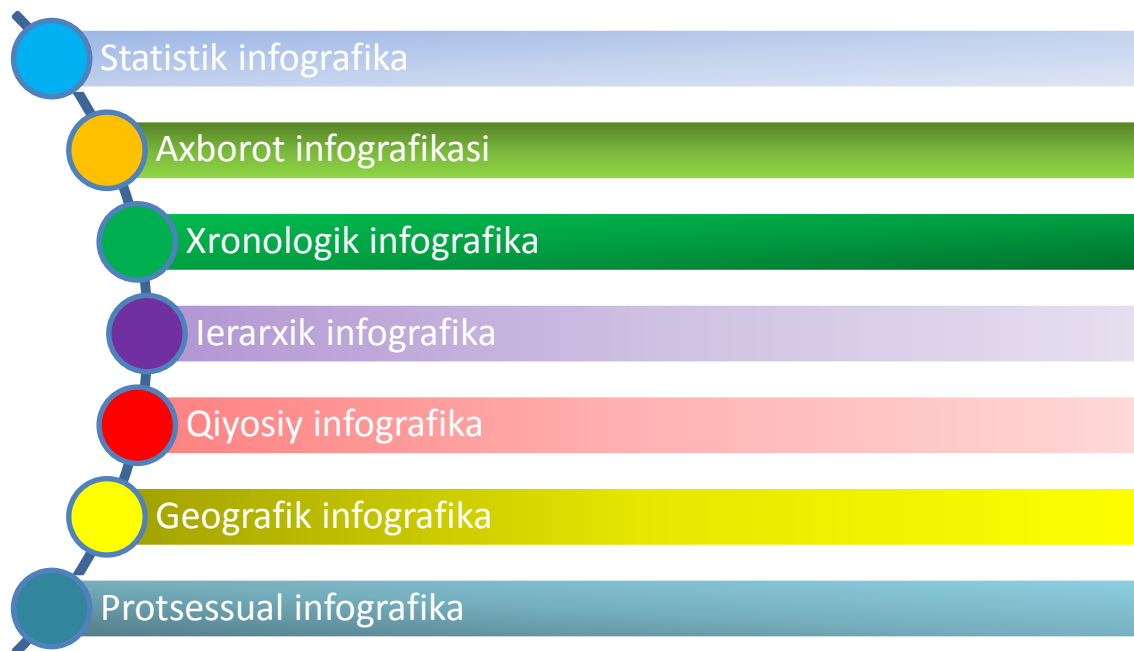 Statistik infografika
Axborot infografikasi
Xronologik infografika
Ierarxik infografika
Qiyosiy infografika
Geografik infografika
Protsessual infografika